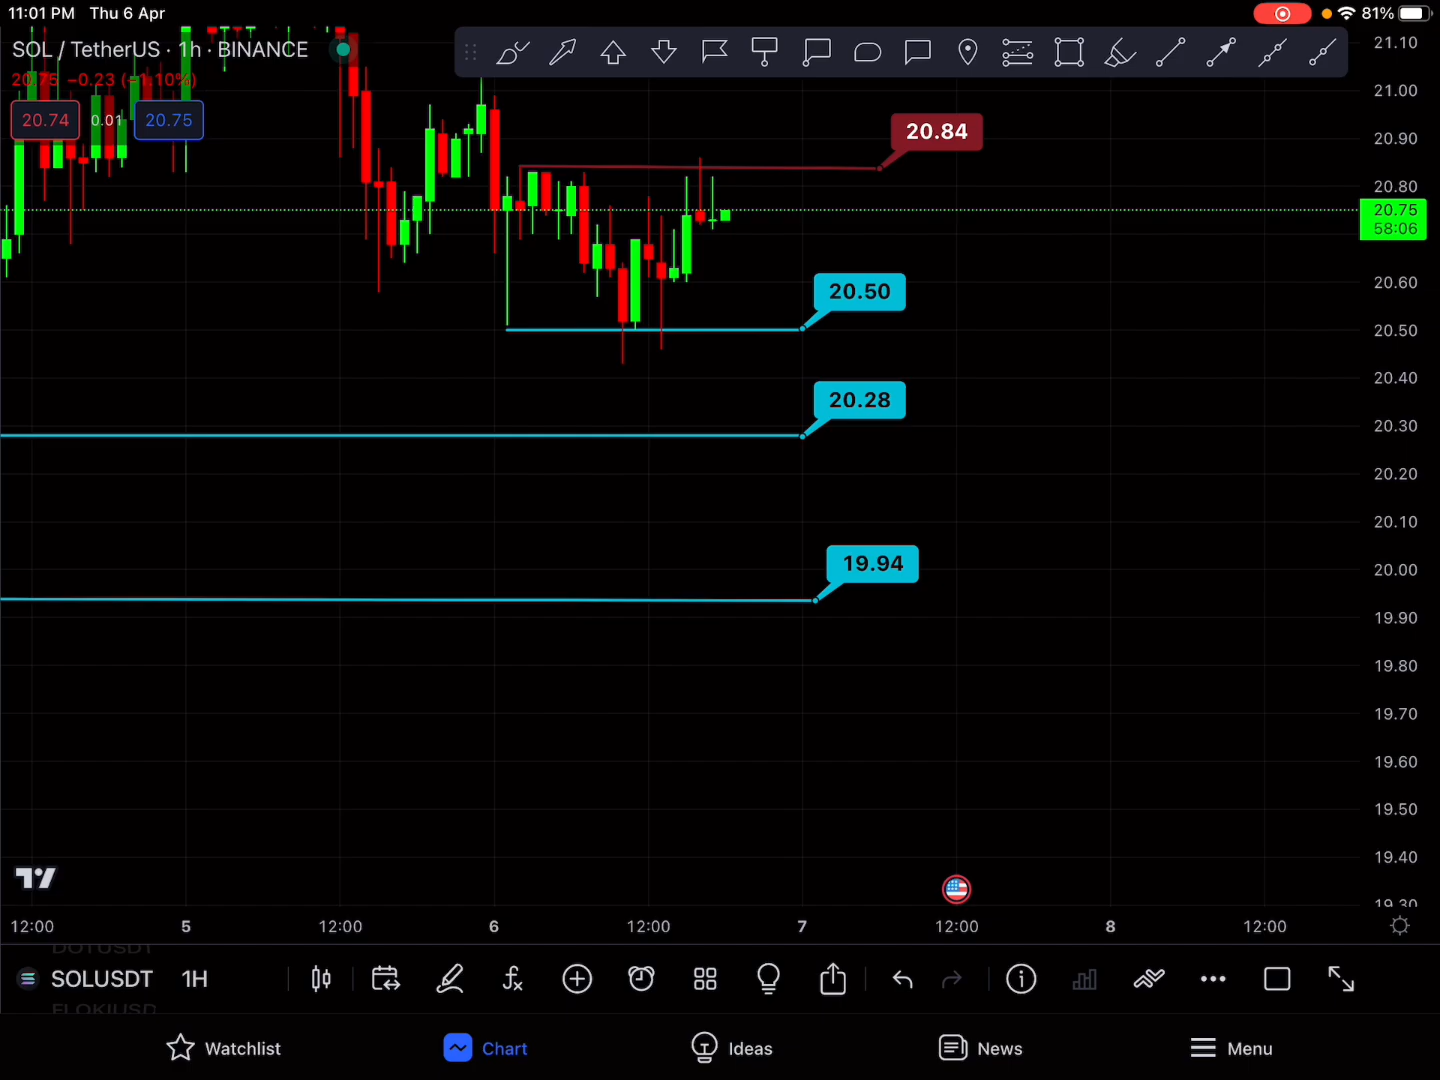 11:01 PM Thu 6 Apr
81%
SOL / TetherUS · 1h · BINANCE
20.75 −0.23 (−1.10%)
20.74 0.01 20.75
21.10
21.00
20.90
20.80
20.75
58:06
20.60
20.50
20.40
20.30
20.20
20.10
20.00
19.90
19.80
19.70
19.60
19.50
19.40
19.30
20.84
20.50
20.28
19.94
12:00 5 12:00 6 12:00 7 12:00 8 12:00
DOTUSDT
SOLUSDT 1H
FLOKIUSD
Watchlist Chart Ideas News Menu